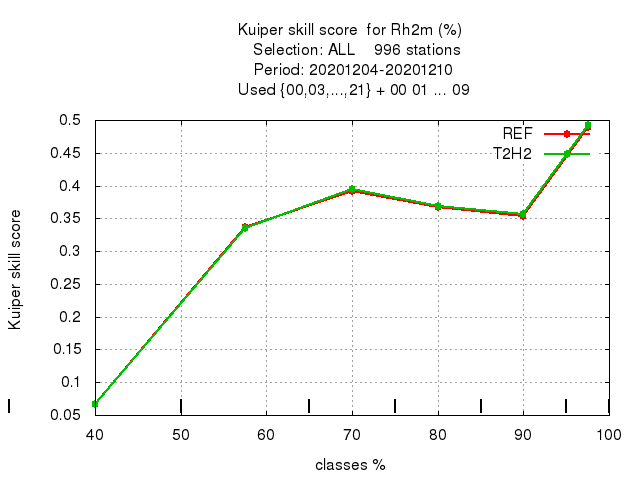 Kuiper skill score  for Rh2m (%)
Selection: ALL    996 stations
Period: 20201204-20201210
Used {00,03,...,21} + 00 01 ... 09
REF
T2H2
0.5
0.45
0.4
0.35
0.3
0.25
0.2
0.15
0.1
0.05
Kuiper skill score
40 50 60 70 80 90 100
classes %